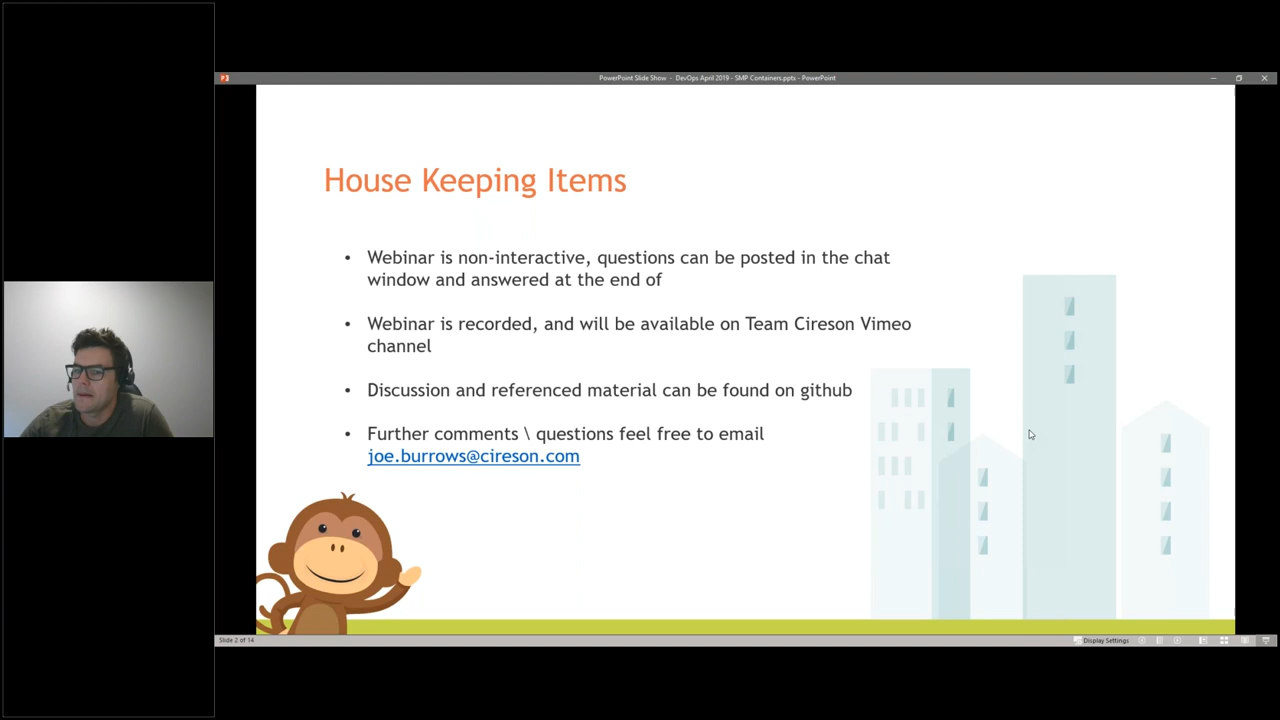 PowerPoint Slide Show - DevOps April 2019 - SMP Containers.pptx - PowerPoint
House Keeping Items
• Webinar is non-interactive, questions can be posted in the chat
window and answered at the end of
• Webinar is recorded, and will be available on Team Cireson Vimeo
channel
• Discussion and referenced material can be found on github
• Further comments \ questions feel free to email
joe.burrows@cireson.com
Slide 2 of 14
Display Settings